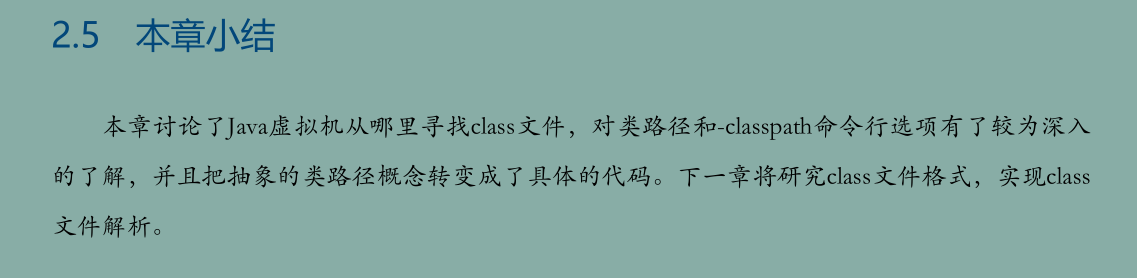 2.5 本章小结
本章讨论了Java虚拟机从哪里寻找class文件，对类路径和-classpath命令行选项有了较为深入
的了解，并且把抽象的类路径概念转变成了具体的代码。下一章将研究class文件格式，实现class
文件解析。